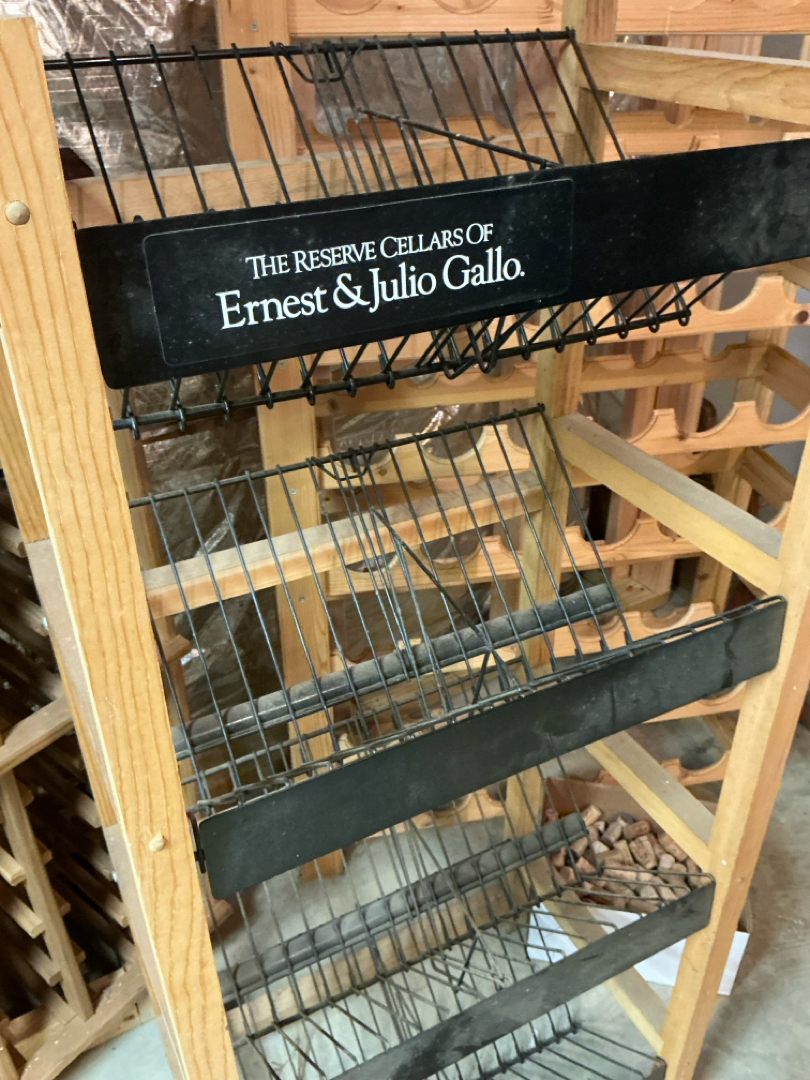 THE RESERVE CELLARS OF
Ernest & Julio Gallo.